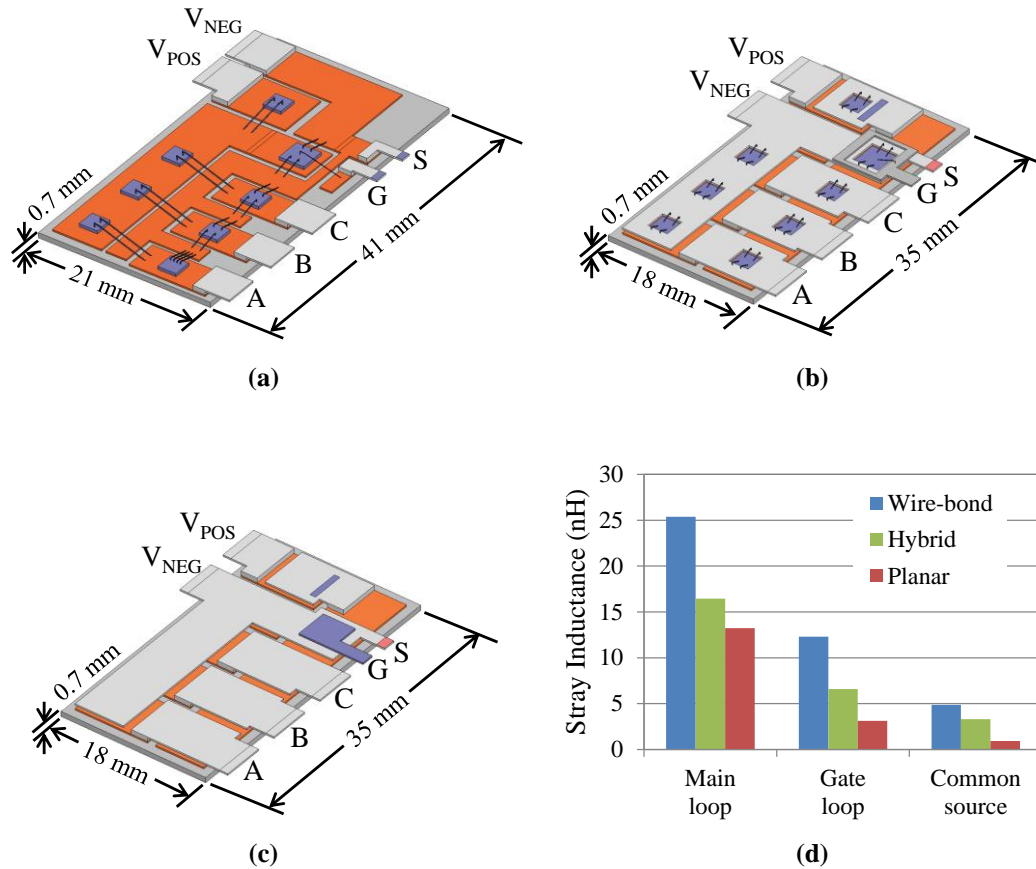 V_NEG
V_POS
S
G
C
B
A
0.7 mm
21 mm
41 mm
(a)
V_POS
V_NEG
S
G
C
B
A
0.7 mm
18 mm
35 mm
(b)
V_POS
V_NEG
S
G
C
B
A
0.7 mm
18 mm
35 mm
(c)
30
25
20
15
10
5
0
Stray Inductance (nH)
Wire-bond
Hybrid
Planar
Main loop
Gate loop
Common source
(d)